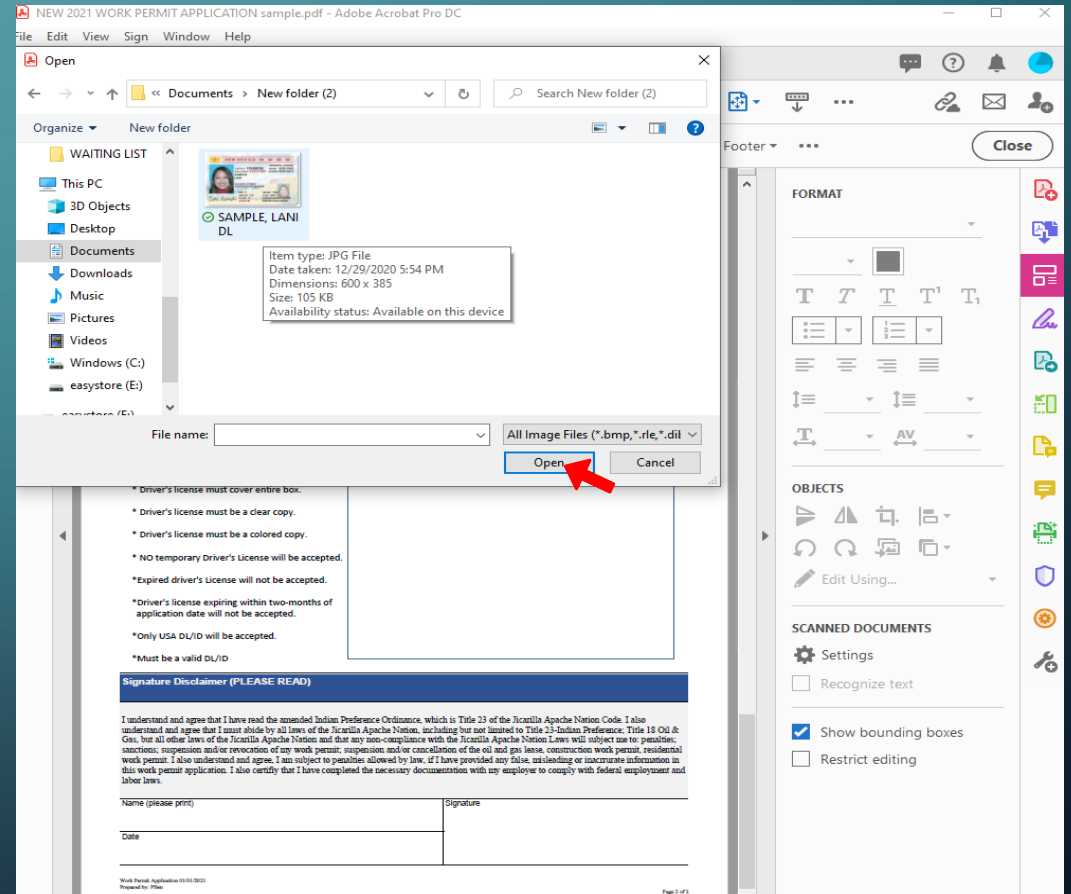 NEW 2021 WORK PERMIT APPLICATION sample.pdf - Adobe Acrobat Pro DC
File Edit View Sign Window Help
Open
« Documents › New folder (2)
Search New folder (2)
Organize
New folder
WAITING LIST
This PC
3D Objects
Desktop
Documents
Downloads
Music
Pictures
Videos
Windows (C:)
easystore (E:)
NEW MEXICO
SAMPLE, LANI
DL
Item type: JPG File
Date taken: 12/29/2020 5:54 PM
Dimensions: 600 x 385
Size: 105 KB
Availability status: Available on this device
File name:
All Image Files (*.bmp,*.rle,*.dil
Open
Cancel
Footer
Close
FORMAT
OBJECTS
Edit Using...
SCANNED DOCUMENTS
Settings
Recognize text
Show bounding boxes
Restrict editing
* Driver's license must cover entire box.
* Driver's license must be a clear copy.
* Driver's license must be a colored copy.
* NO temporary Driver's License will be accepted.
*Expired driver's License will not be accepted.
*Driver's license expiring within two-months of
application date will not be accepted.
*Only USA DL/ID will be accepted.
*Must be a valid DL/ID
Signature Disclaimer (PLEASE READ)
I understand and agree that I have read the amended Indian Preference Ordinance, which is Title 23 of the Jicarilla Apache Nation Code. I also
understand and agree that I must abide by all laws of the Jicarilla Apache Nation, including but not limited to Title 23-Indian Preference; Title 18 Oil &
Gas, but all other laws of the Jicarilla Apache Nation and that any non-compliance with the Jicarilla Apache Nation Laws will subject me to: penalties;
sanctions; suspension and/or revocation of my work permit; suspension and/or cancellation of the oil and gas lease, construction work permit, residential
work permit. I also understand and agree, I am subject to penalties allowed by law, if I have provided any false, misleading or inaccurate information in
this work permit application. I also certifiy that I have completed the necessary documentation with my employer to comply with federal employment and
labor laws.
Name (please print)
Signature
Date
Work Permit Application 01/01/2021
Prepared by: PTino
Page 2 of 2